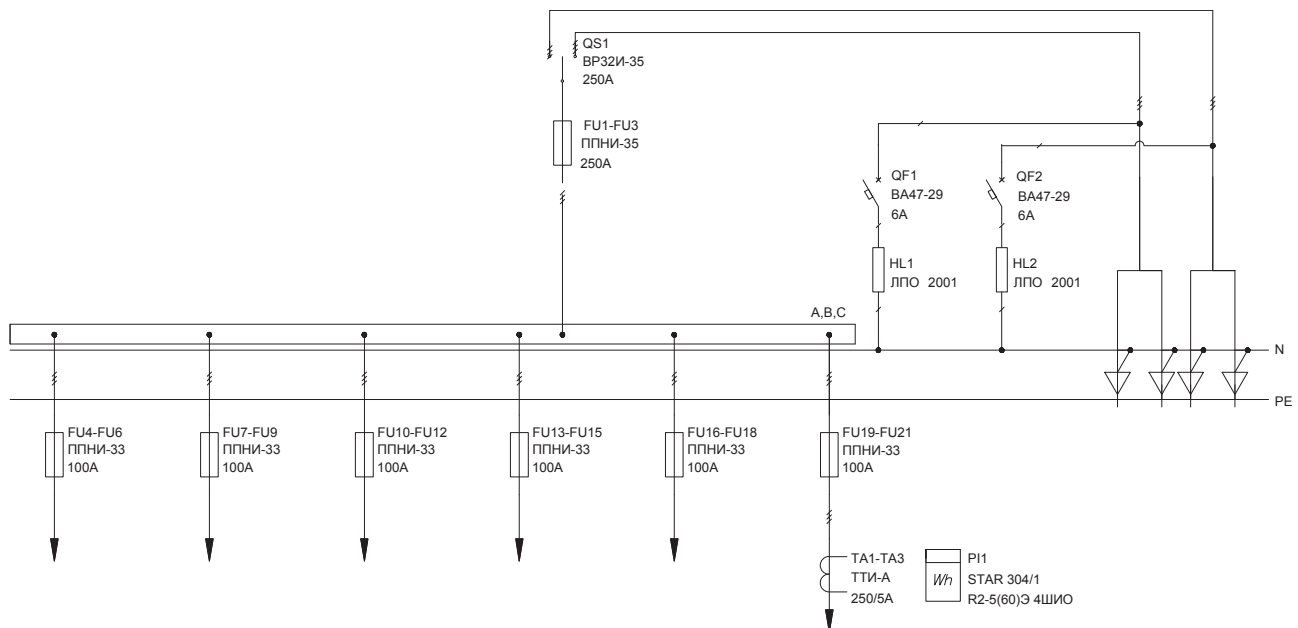 QS1
ВР32И-35
250А
FU1-FU3
ППНИ-35
250А
QF1
ВА47-29
6А
QF2
ВА47-29
6А
HL1
ЛПО 2001
HL2
ЛПО 2001
A,B,C
N
PE
FU4-FU6
ППНИ-33
100А
FU7-FU9
ППНИ-33
100А
FU10-FU12
ППНИ-33
100А
FU13-FU15
ППНИ-33
100А
FU16-FU18
ППНИ-33
100А
FU19-FU21
ППНИ-33
100А
TA1-TA3
ТТИ-А
250/5А
Wh
PI1
STAR 304/1
R2-5(60)Э 4ШИО